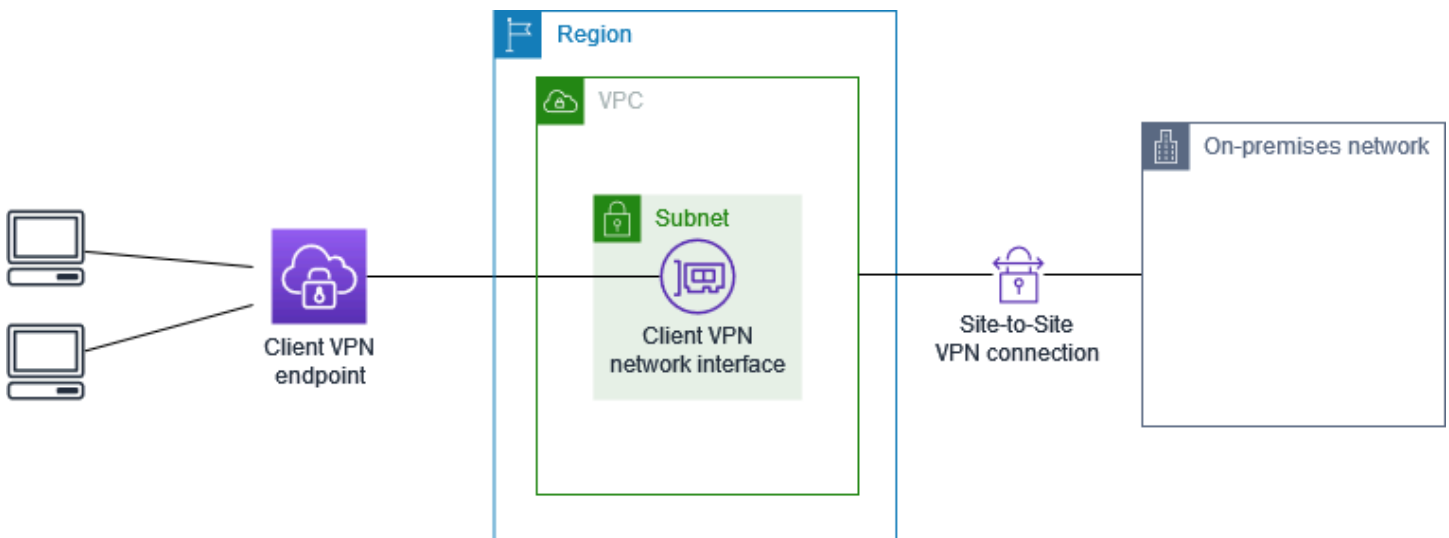 Region
VPC
On-premises network
Subnet
Client VPN
endpoint
Client VPN
network interface
Site-to-Site
VPN connection